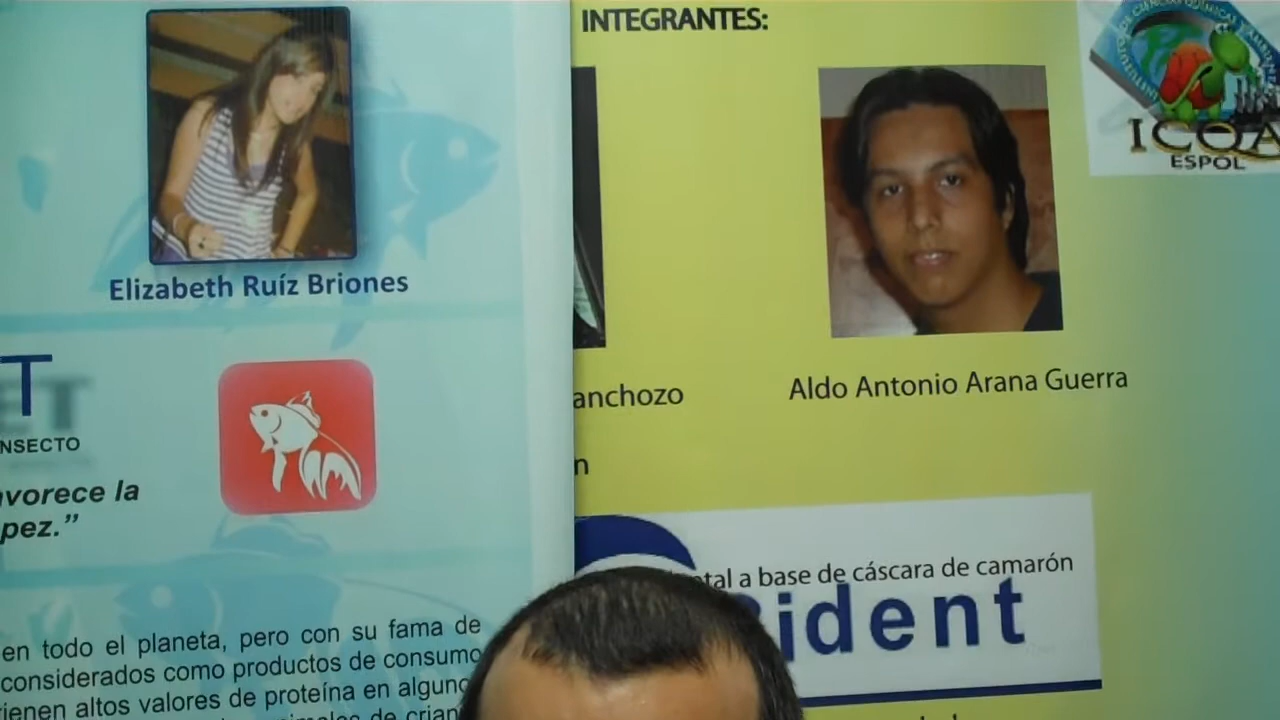 Elizabeth Ruíz Briones
T
ET
NSECTO
avorece la
pez.”
en todo el planeta, pero con su fama de
considerados como productos de consumo
ienen altos valores de proteína en alguno
INTEGRANTES:
ICQA
ESPOL
anchozo
Aldo Antonio Arana Guerra
n
tal a base de cáscara de camarón
ident